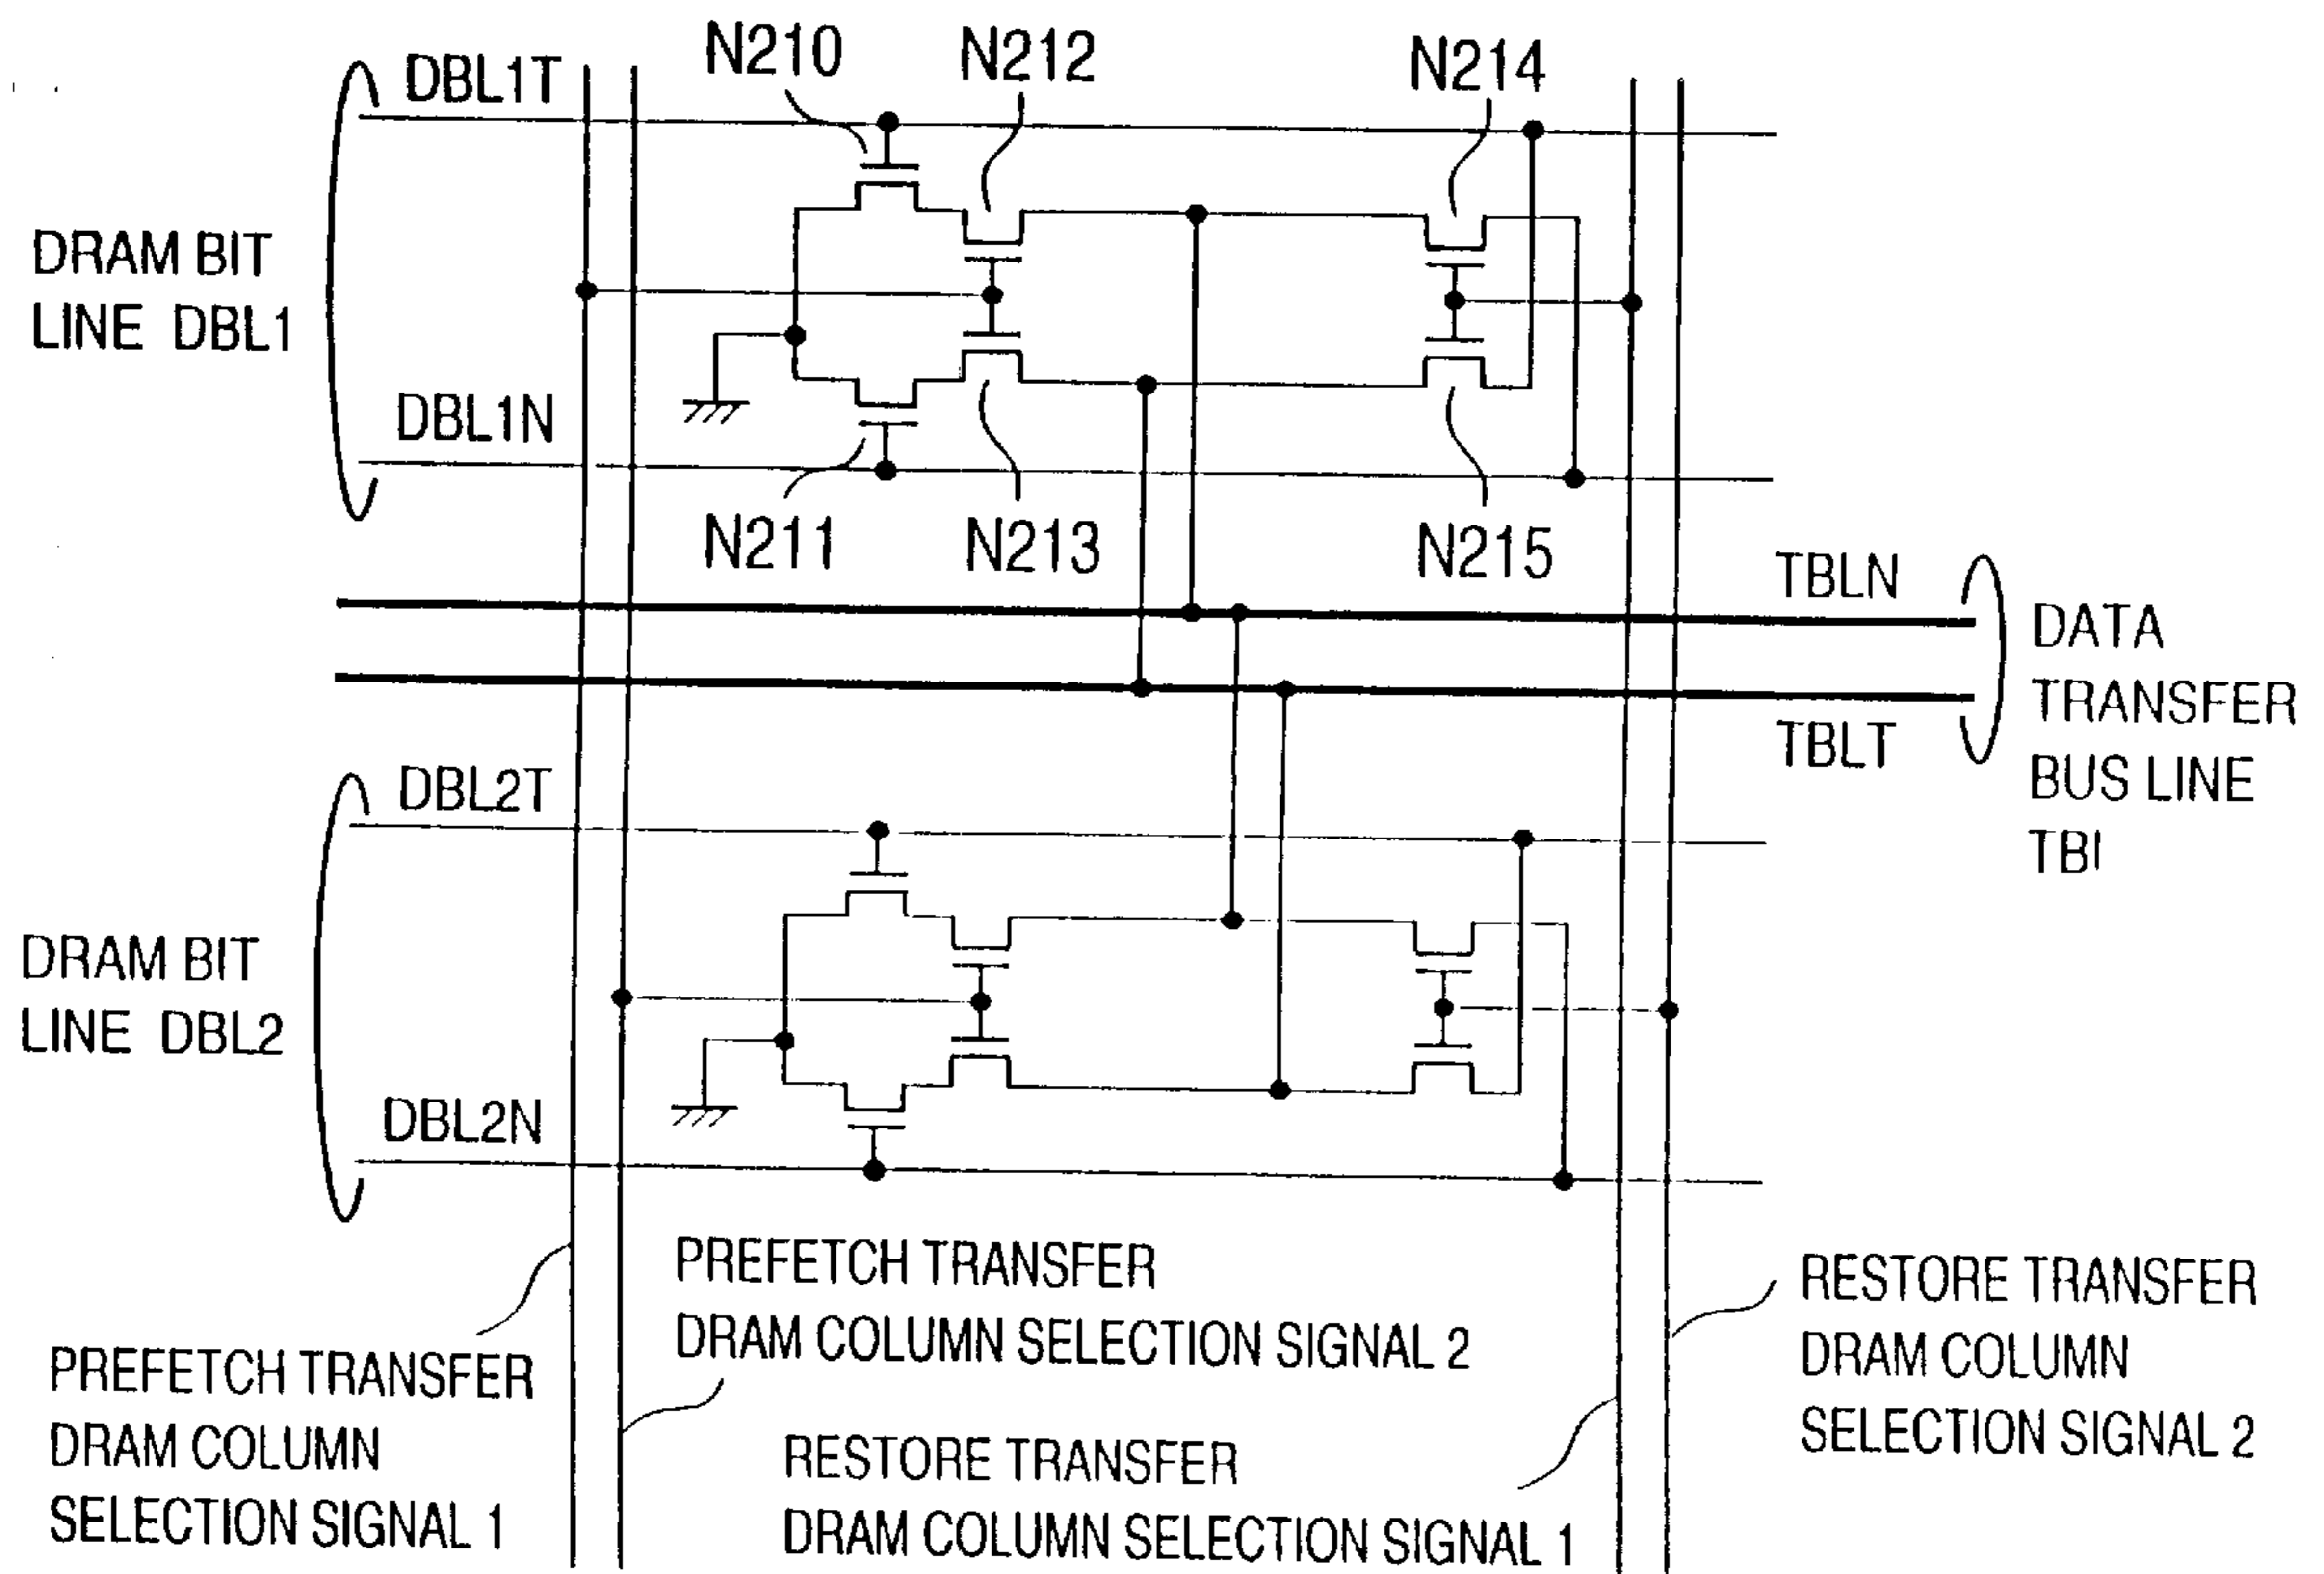 N210
N212
N214
DBL1T
DRAM BIT
LINE DBL1
DBL1N
N211
N213
N215
TBLN
DATA
TRANSFER
BUS LINE
TBI
TBLT
DBL2T
DRAM BIT
LINE DBL2
DBL2N
PREFETCH TRANSFER
DRAM COLUMN SELECTION SIGNAL 2
RESTORE TRANSFER
DRAM COLUMN
SELECTION SIGNAL 2
PREFETCH TRANSFER
DRAM COLUMN
SELECTION SIGNAL 1
RESTORE TRANSFER
DRAM COLUMN SELECTION SIGNAL 1